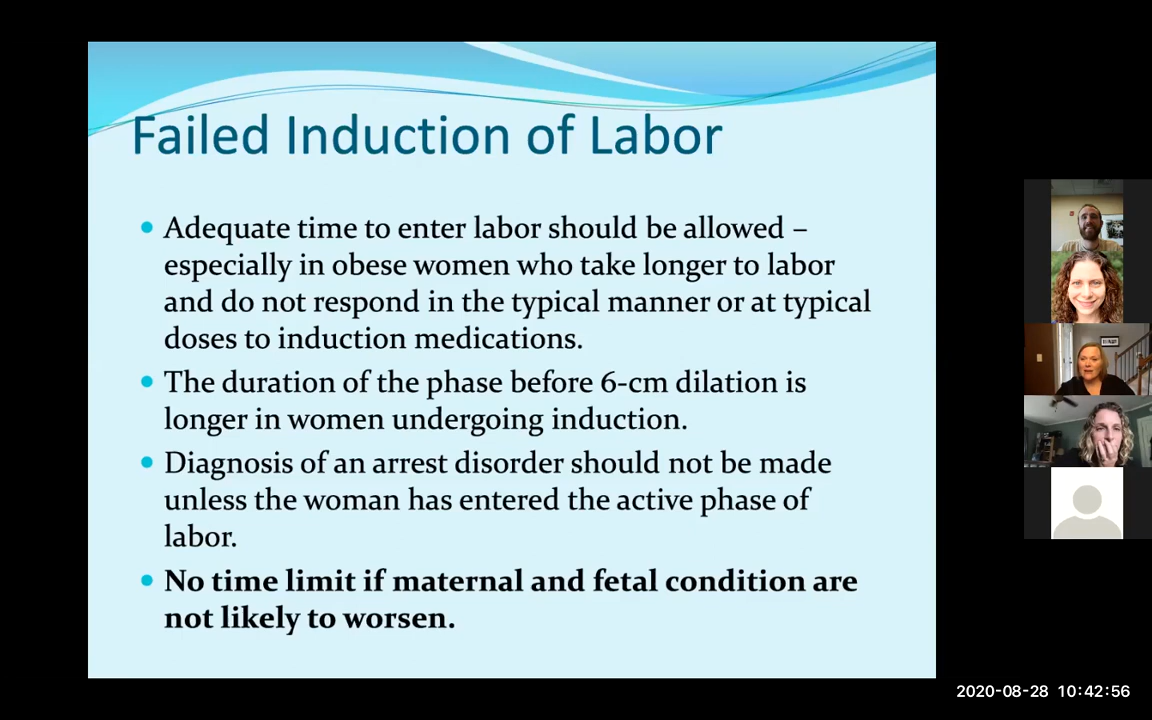 Failed Induction of Labor
• Adequate time to enter labor should be allowed –
especially in obese women who take longer to labor
and do not respond in the typical manner or at typical
doses to induction medications.
• The duration of the phase before 6-cm dilation is
longer in women undergoing induction.
• Diagnosis of an arrest disorder should not be made
unless the woman has entered the active phase of
labor.
• No time limit if maternal and fetal condition are
not likely to worsen.
2020-08-28 10:42:56